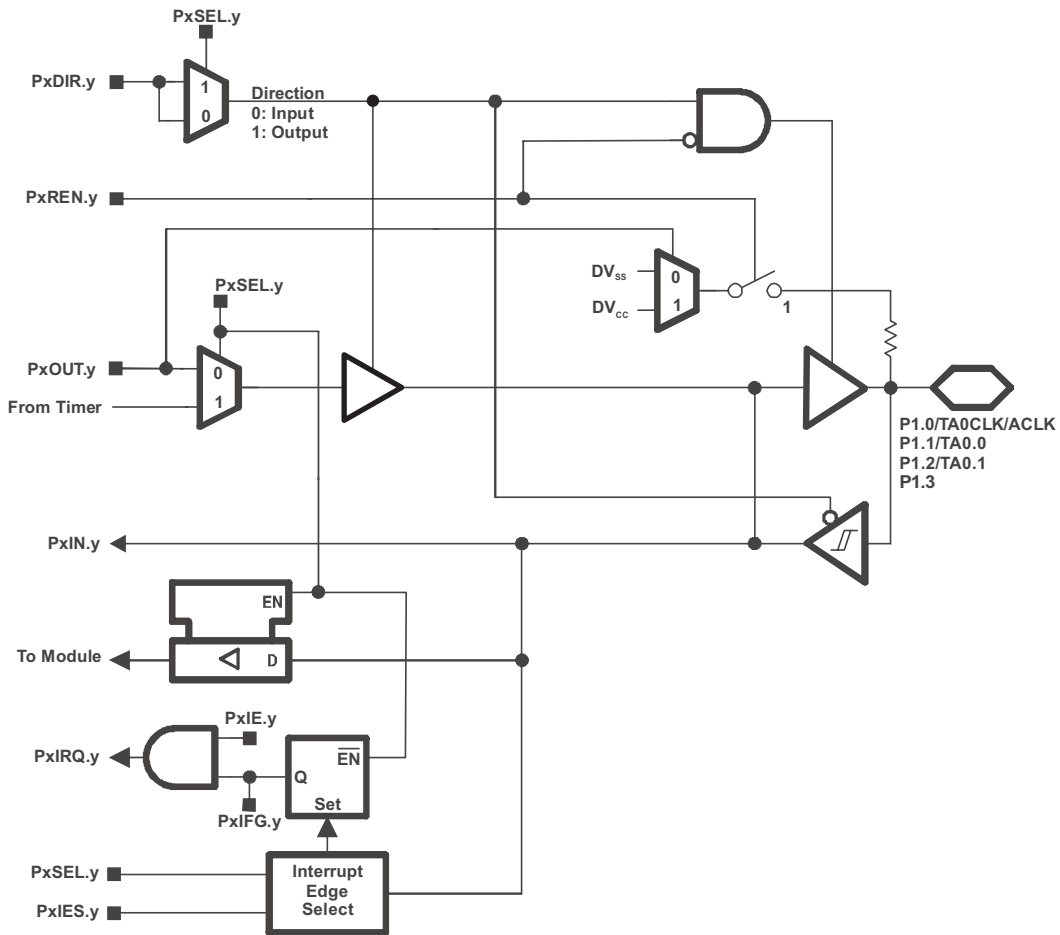 PxSEL.y
PxDIR.y
1
0
Direction
0: Input
1: Output
PxREN.y
DVSS
DVCC
0
1
1
PxSEL.y
PxOUT.y
0
From Timer
1
P1.0/TA0CLK/ACLK
P1.1/TA0.0
P1.2/TA0.1
P1.3
PxIN.y
EN
To Module
D
PxIE.y
PxIRQ.y
EN
Q
Set
PxIFG.y
PxSEL.y
PxIES.y
Interrupt
Edge
Select